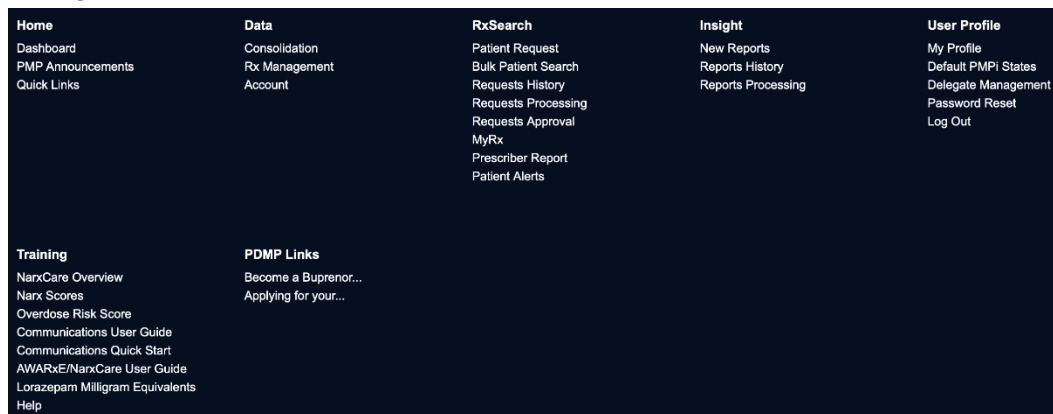 Home
Dashboard
PMP Announcements
Quick Links
Data
Consolidation
Rx Management
Account
RxSearch
Patient Request
Bulk Patient Search
Requests History
Requests Processing
Requests Approval
MyRx
Prescriber Report
Patient Alerts
Insight
New Reports
Reports History
Reports Processing
User Profile
My Profile
Default PMPi States
Delegate Management
Password Reset
Log Out
Training
NarxCare Overview
Narx Scores
Overdose Risk Score
Communications User Guide
Communications Quick Start
AWARxE/NarxCare User Guide
Lorazepam Milligram Equivalents
Help
PDMP Links
Become a Buprenor...
Applying for your...